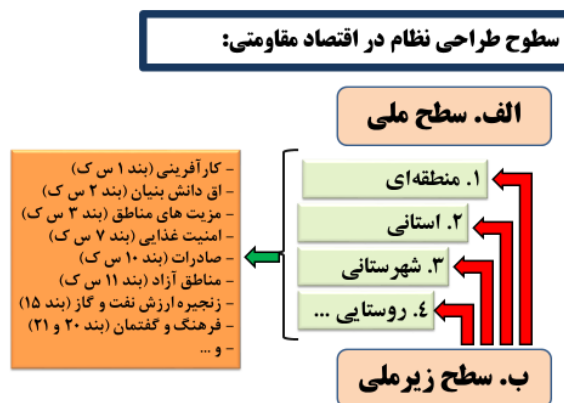 سطوح طراحی نظام در اقتصاد مقاومتی:
الف. سطح ملی
۱. منطقه‌ای
۲. استانی
۳. شهرستانی
٤. روستایی ...
ب. سطح زیرملی
- کارآفرینی (بند ۱ س ک)
- اق دانش بنیان (بند ۲ س ک)
- مزیت های مناطق (بند ۳ س ک)
- امنیت غذایی (بند ۷ س ک)
- صادرات (بند ۱۰ س ک)
- مناطق آزاد (بند ۱۱ س ک)
- زنجیره ارزش نفت و گاز (بند ۱۵)
- فرهنگ و گفتمان (بند ۲۰ و ۲۱)
- و ...